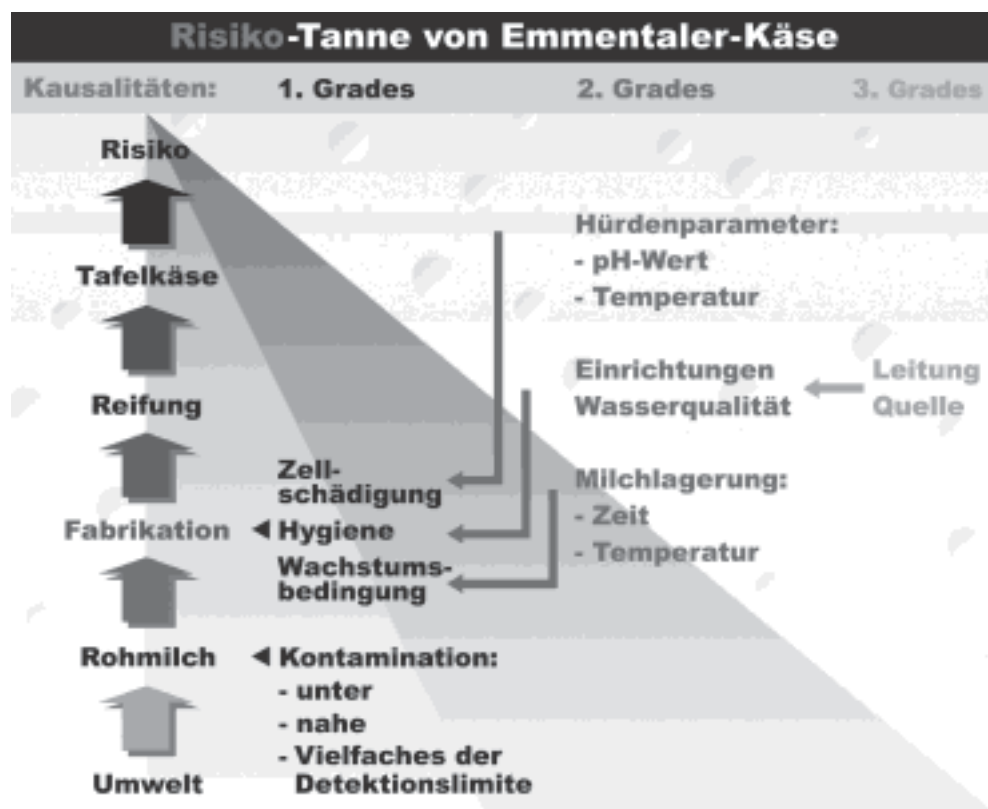 Risiko-Tanne von Emmentaler-Käse
Kausalitäten: 1. Grades 2. Grades 3. Grades
Risiko
Tafelkäse
Reifung
Fabrikation
Rohmilch
Umwelt
Zell-
schädigung
Hygiene
Wachstums-
bedingung
Kontamination:
- unter
- nahe
- Vielfaches der
Detektionslimite
Hürdenparameter:
- pH-Wert
- Temperatur
Einrichtungen
Wasserqualität
Milchlagerung:
- Zeit
- Temperatur
Leitung
Quelle